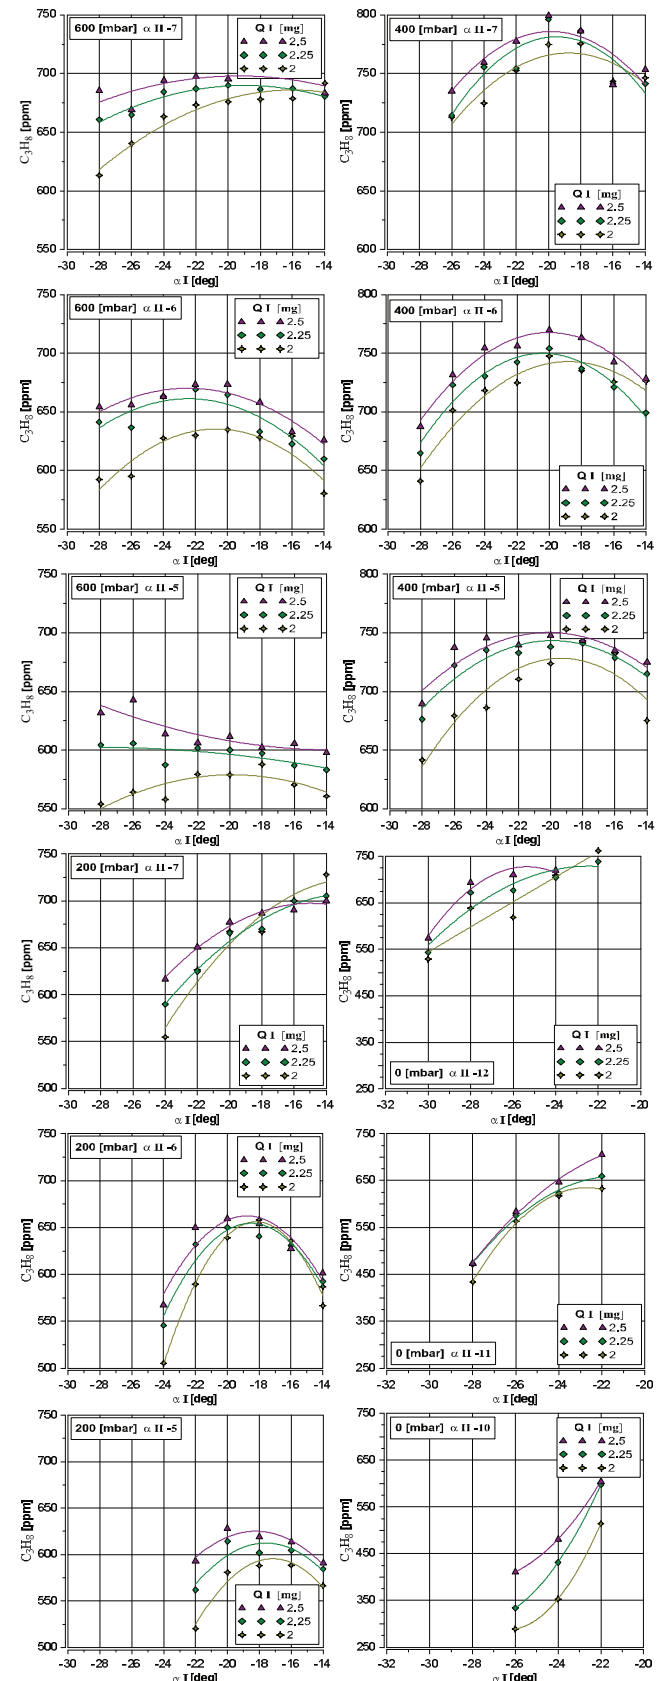 600 [mbar] α II -7
Q I [mg]
2.5
2.25
2
C3H8 [ppm]
750
700
650
600
550
-30 -28 -26 -24 -22 -20 -18 -16 -14
α I [deg]
400 [mbar] α II -7
Q I [mg]
2.5
2.25
2
C3H8 [ppm]
800
750
700
650
600
-30 -28 -26 -24 -22 -20 -18 -16 -14
α I [deg]
600 [mbar] α II -6
Q I [mg]
2.5
2.25
2
C3H8 [ppm]
750
700
650
600
550
-30 -28 -26 -24 -22 -20 -18 -16 -14
α I [deg]
400 [mbar] α II -6
Q I [mg]
2.5
2.25
2
C3H8 [ppm]
800
750
700
650
600
-30 -28 -26 -24 -22 -20 -18 -16 -14
α I [deg]
600 [mbar] α II -5
Q I [mg]
2.5
2.25
2
C3H8 [ppm]
750
700
650
600
550
-30 -28 -26 -24 -22 -20 -18 -16 -14
α I [deg]
400 [mbar] α II -5
Q I [mg]
2.5
2.25
2
C3H8 [ppm]
800
750
700
650
600
-30 -28 -26 -24 -22 -20 -18 -16 -14
α I [deg]
200 [mbar] α II -7
Q I [mg]
2.5
2.25
2
C3H8 [ppm]
750
700
650
600
550
500
-30 -28 -26 -24 -22 -20 -18 -16 -14
α I [deg]
0 [mbar] α II -12
Q I [mg]
2.5
2.25
2
C3H8 [ppm]
750
650
550
450
350
250
-32 -30 -28 -26 -24 -22 -20
α I [deg]
200 [mbar] α II -6
Q I [mg]
2.5
2.25
2
C3H8 [ppm]
750
700
650
600
550
500
-30 -28 -26 -24 -22 -20 -18 -16 -14
α I [deg]
0 [mbar] α II -11
Q I [mg]
2.5
2.25
2
C3H8 [ppm]
750
650
550
450
350
250
-32 -30 -28 -26 -24 -22 -20
α I [deg]
200 [mbar] α II -5
Q I [mg]
2.5
2.25
2
C3H8 [ppm]
750
700
650
600
550
500
-30 -28 -26 -24 -22 -20 -18 -16 -14
α I [deg]
0 [mbar] α II -10
Q I [mg]
2.5
2.25
2
C3H8 [ppm]
750
650
550
450
350
250
-32 -30 -28 -26 -24 -22 -20
α I [deg]